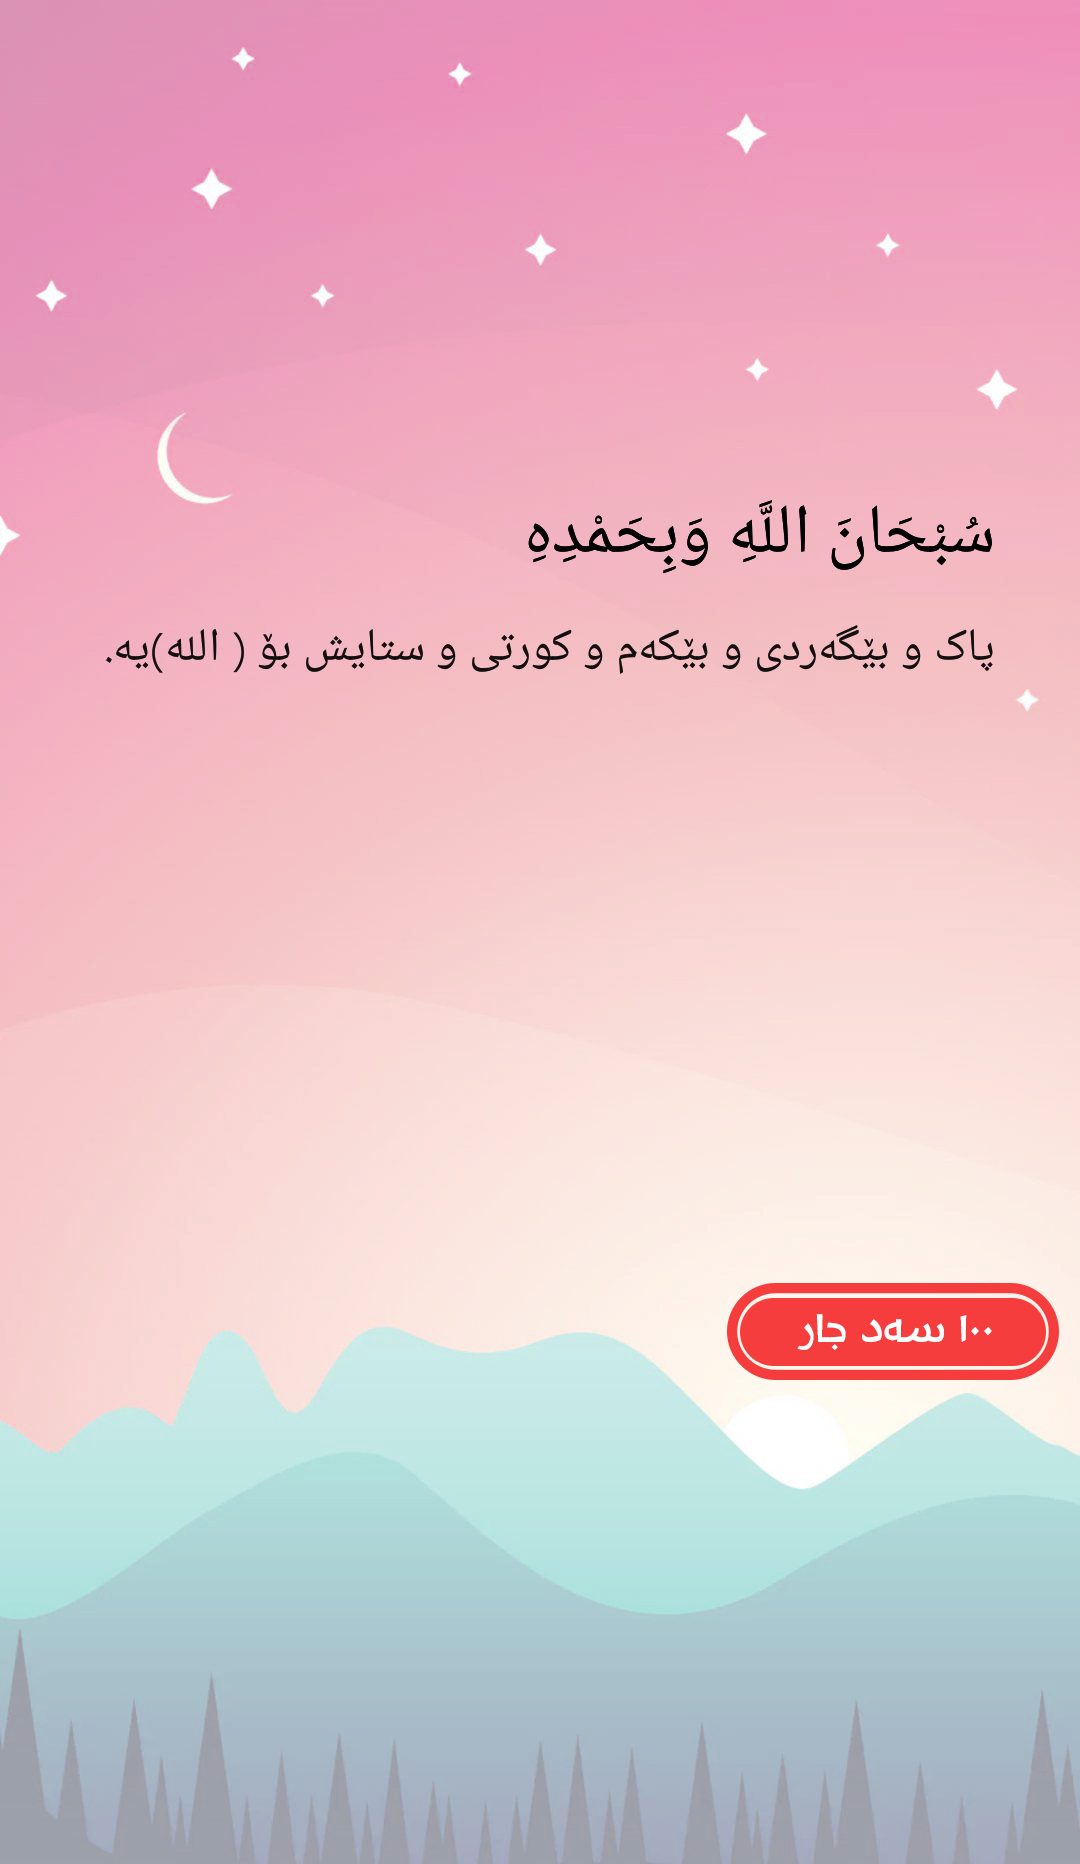 سُبْحَانَ اللَّهِ وَبِحَمْدِهِ
پاک و بێگەردی و بێکەم و کورتی و ستایش بۆ ( الله)یە.
١٠٠ سەد جار